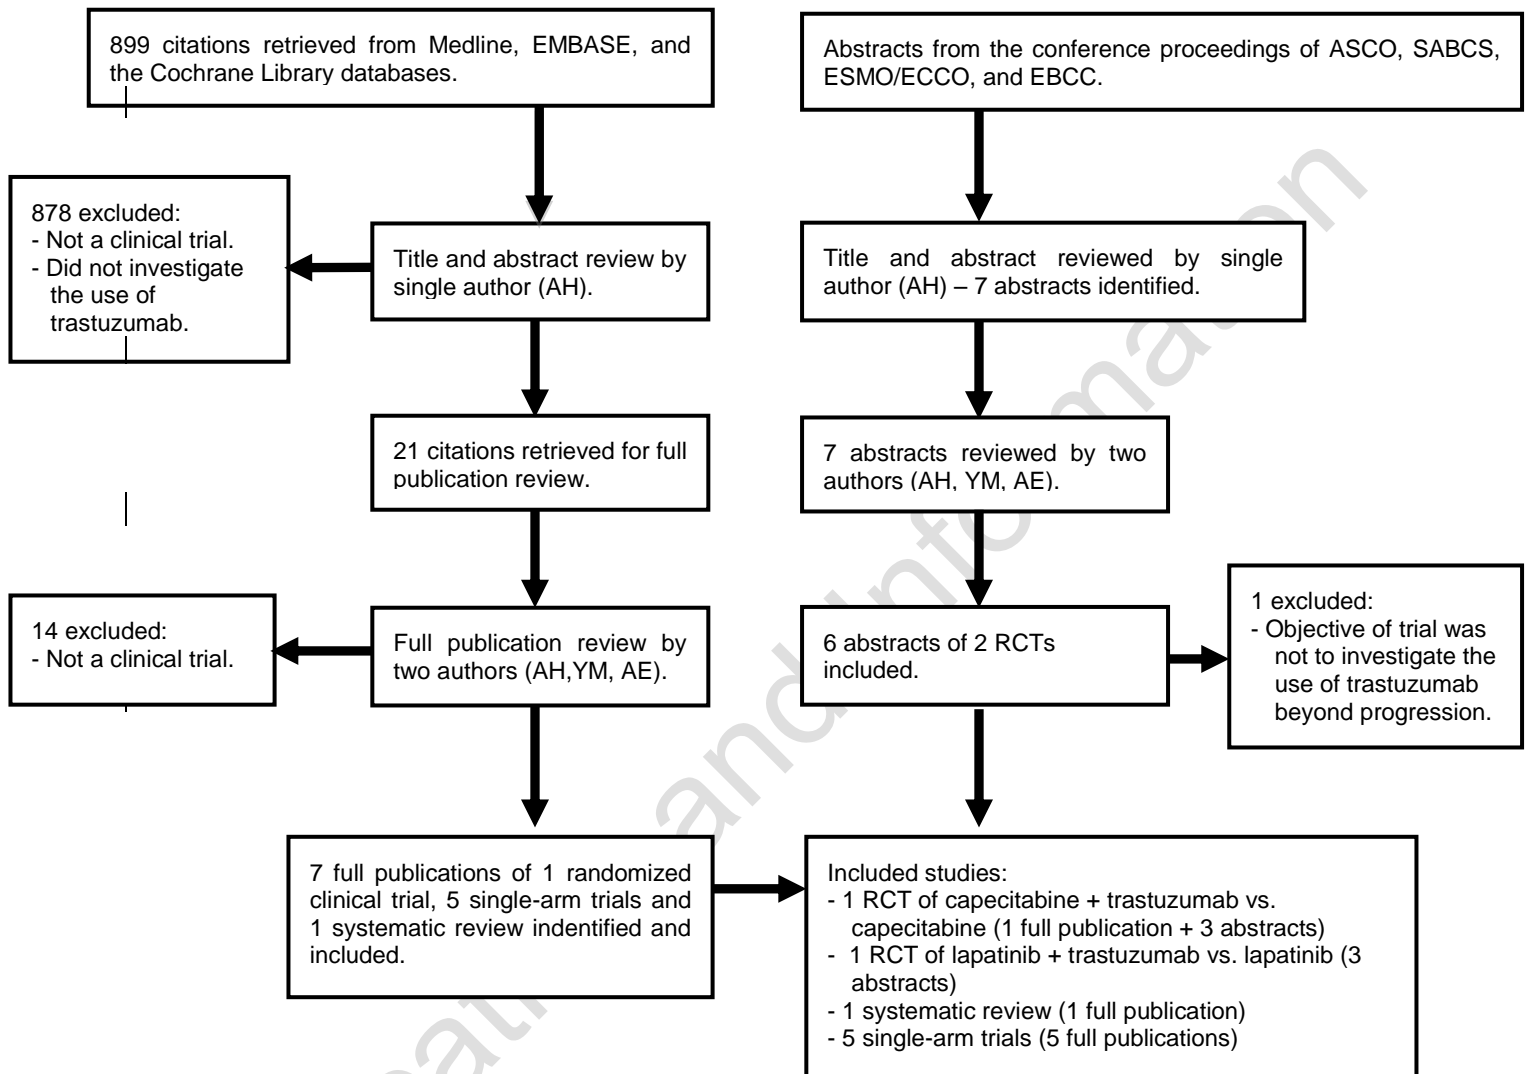 899 citations retrieved from Medline, EMBASE, and
the Cochrane Library databases.
Abstracts from the conference proceedings of ASCO, SABCS,
ESMO/ECCO, and EBCC.
878 excluded:
- Not a clinical trial.
- Did not investigate
the use of
trastuzumab.
Title and abstract review by
single author (AH).
Title and abstract reviewed by single
author (AH) – 7 abstracts identified.
21 citations retrieved for full
publication review.
7 abstracts reviewed by two
authors (AH, YM, AE).
14 excluded:
- Not a clinical trial.
Full publication review by
two authors (AH,YM, AE).
6 abstracts of 2 RCTs
included.
1 excluded:
- Objective of trial was
not to investigate the
use of trastuzumab
beyond progression.
7 full publications of 1 randomized
clinical trial, 5 single-arm trials and
1 systematic review indentified and
included.
Included studies:
- 1 RCT of capecitabine + trastuzumab vs.
capecitabine (1 full publication + 3 abstracts)
- 1 RCT of lapatinib + trastuzumab vs. lapatinib (3
abstracts)
- 1 systematic review (1 full publication)
- 5 single-arm trials (5 full publications)
and Information